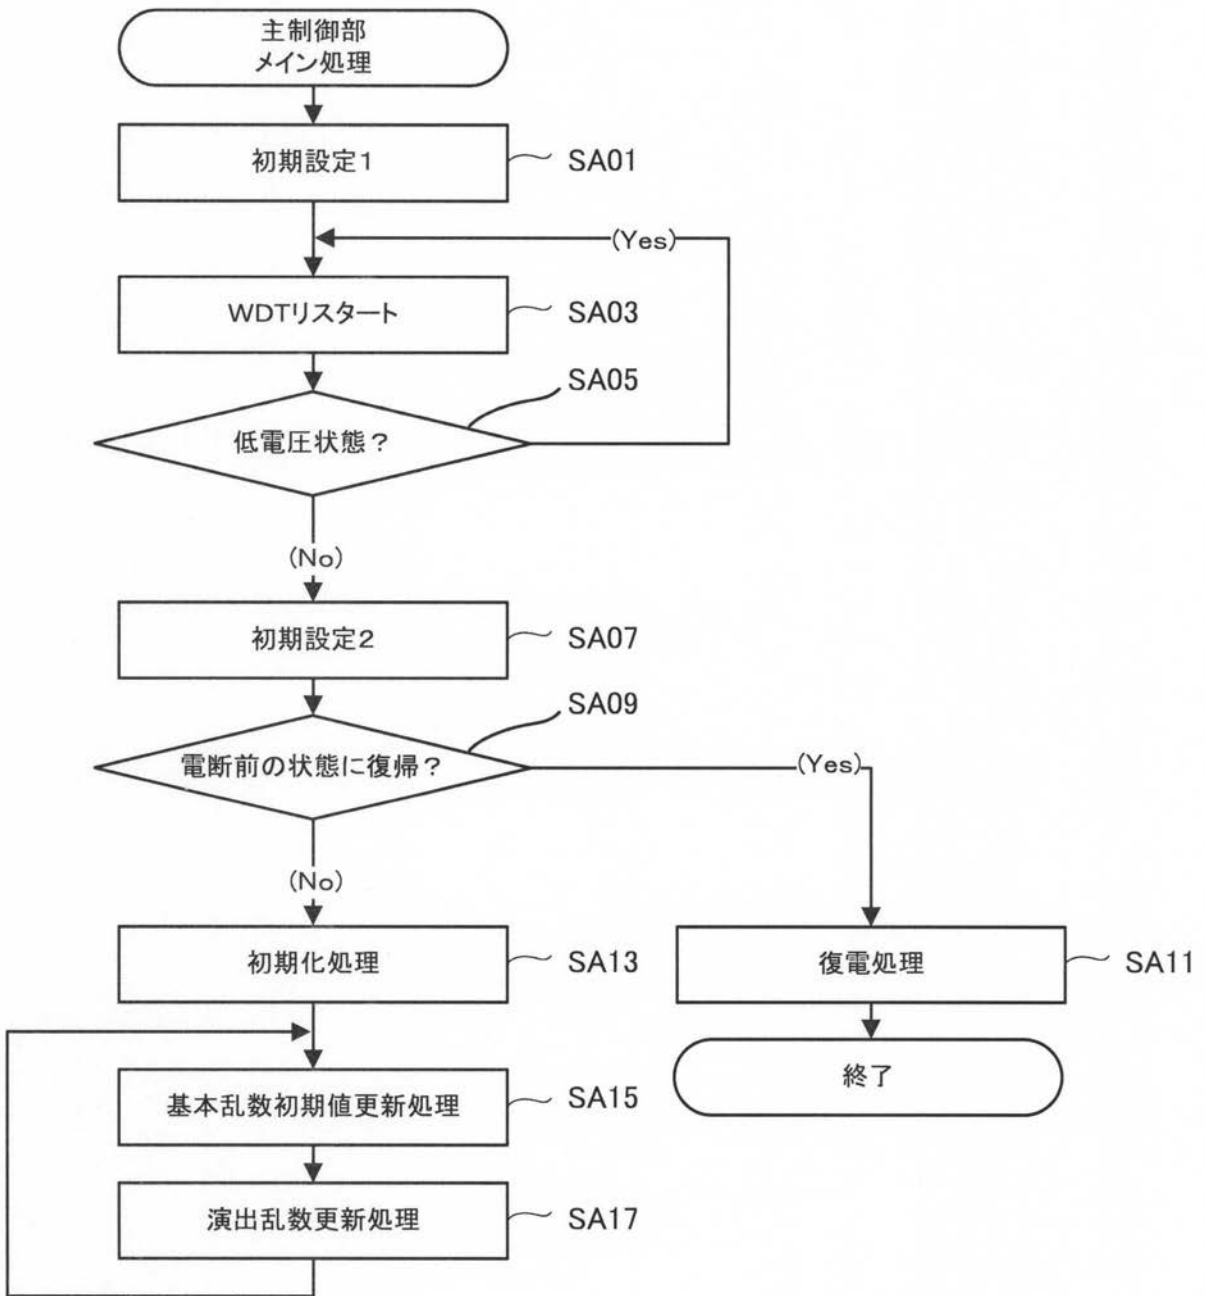 主制御部
メイン処理
初期設定1
SA01
(Yes)
WDTリスタート
SA03
SA05
低電圧状態？
(No)
初期設定2
SA07
SA09
電断前の状態に復帰？
(Yes)
(No)
初期化処理
SA13
復電処理
SA11
終了
基本乱数初期値更新処理
SA15
演出乱数更新処理
SA17